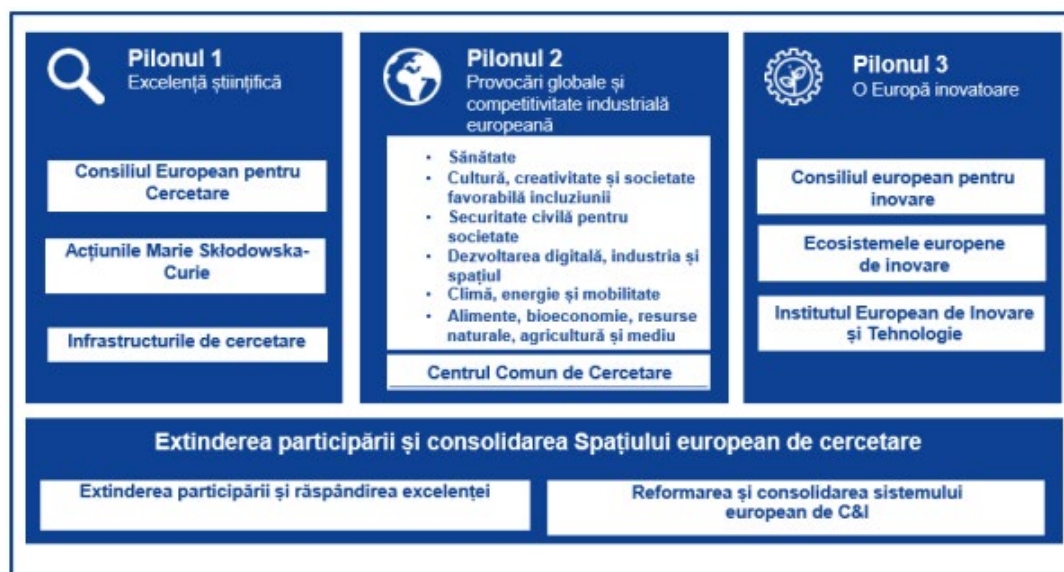 Pilonul 1
Excelență științifică
Consiliul European pentru
Cercetare
Acțiunile Marie Skłodowska-
Curie
Infrastructurile de cercetare
Pilonul 2
Provocări globale și
competitivitate industrială
europeană
• Sănătate
• Cultură, creativitate și societate
favorabilă incluziunii
• Securitate civilă pentru
societate
• Dezvoltarea digitală, industria și
spațiul
• Climă, energie și mobilitate
• Alimente, bioeconomie, resurse
naturale, agricultură și mediu
Centrul Comun de Cercetare
Pilonul 3
O Europă inovatoare
Consiliul european pentru
inovare
Ecosistemele europene
de inovare
Institutul European de Inovare
și Tehnologie
Extinderea participării și consolidarea Spațiului european de cercetare
Extinderea participării și răspândirea excelenței
Reformarea și consolidarea sistemului
european de C&I